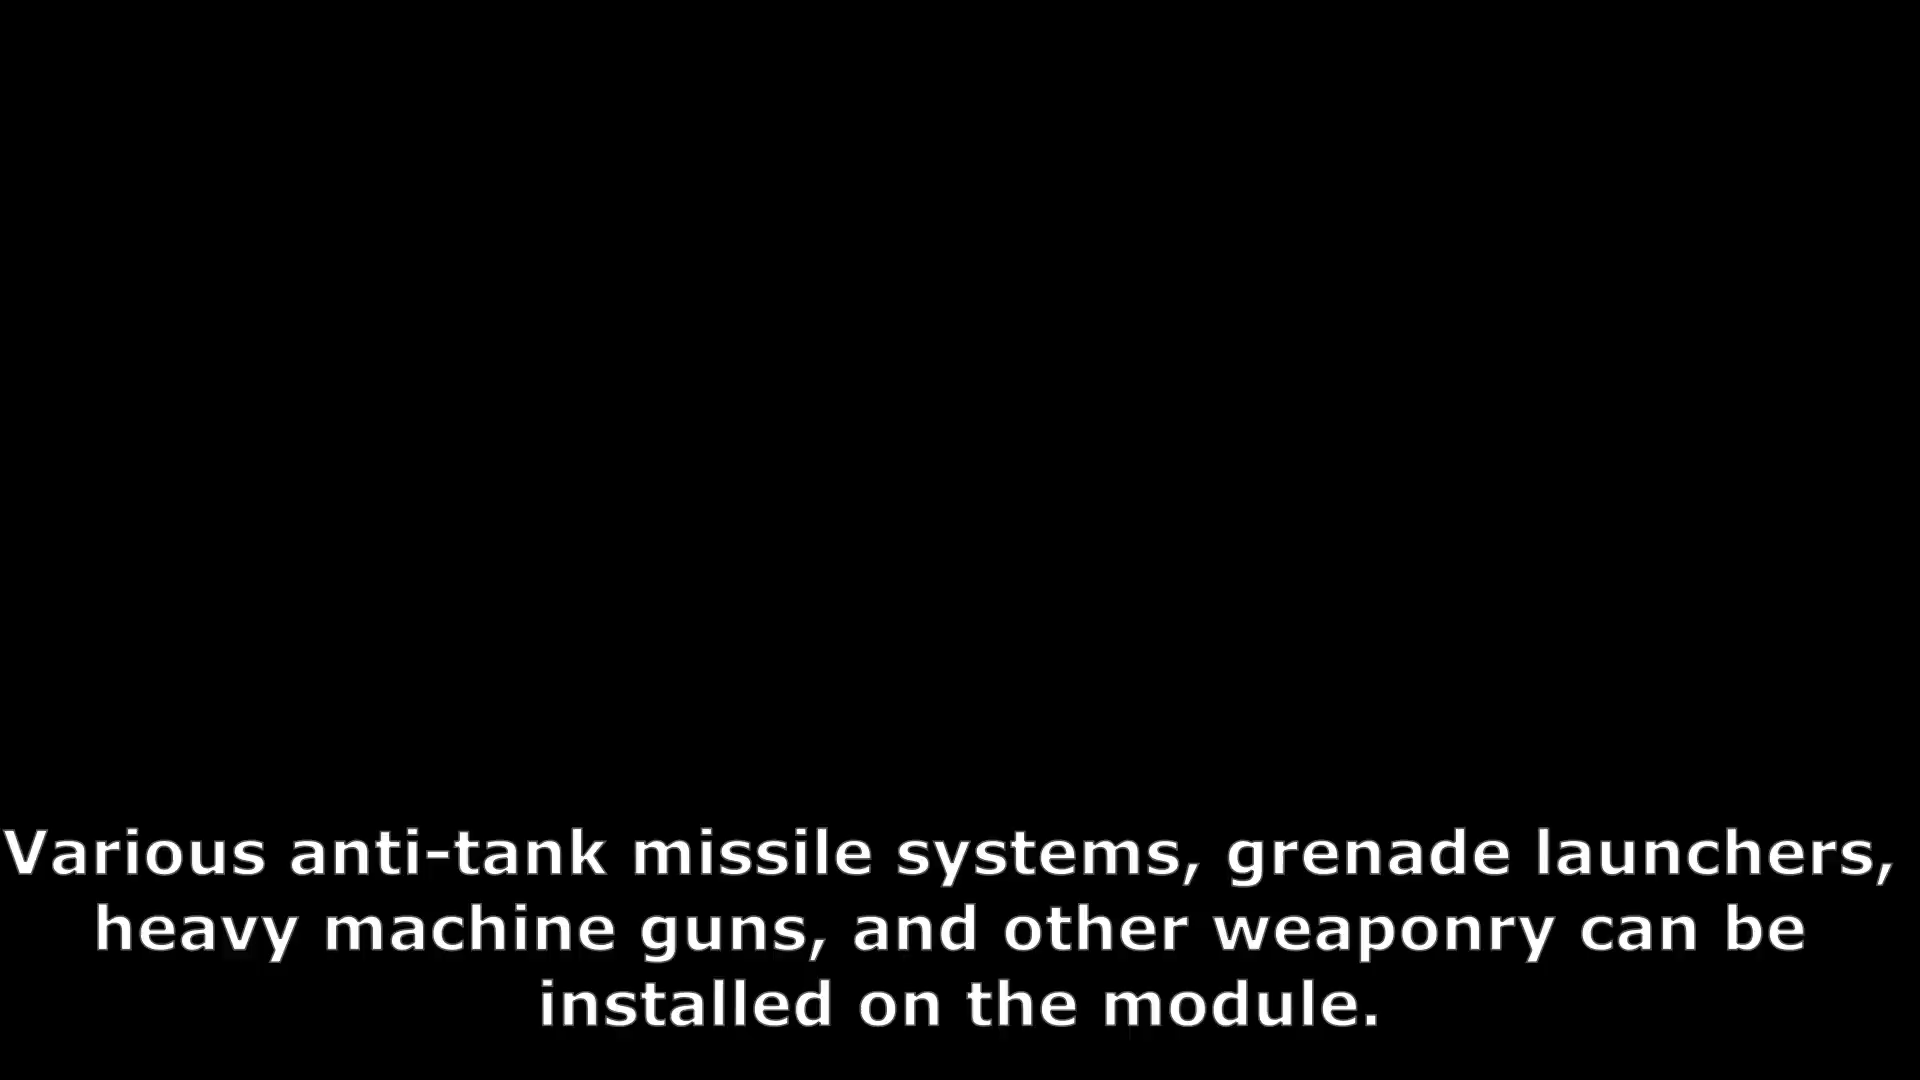 Various anti-tank missile systems, grenade launchers,
heavy machine guns, and other weaponry can be
installed on the module.